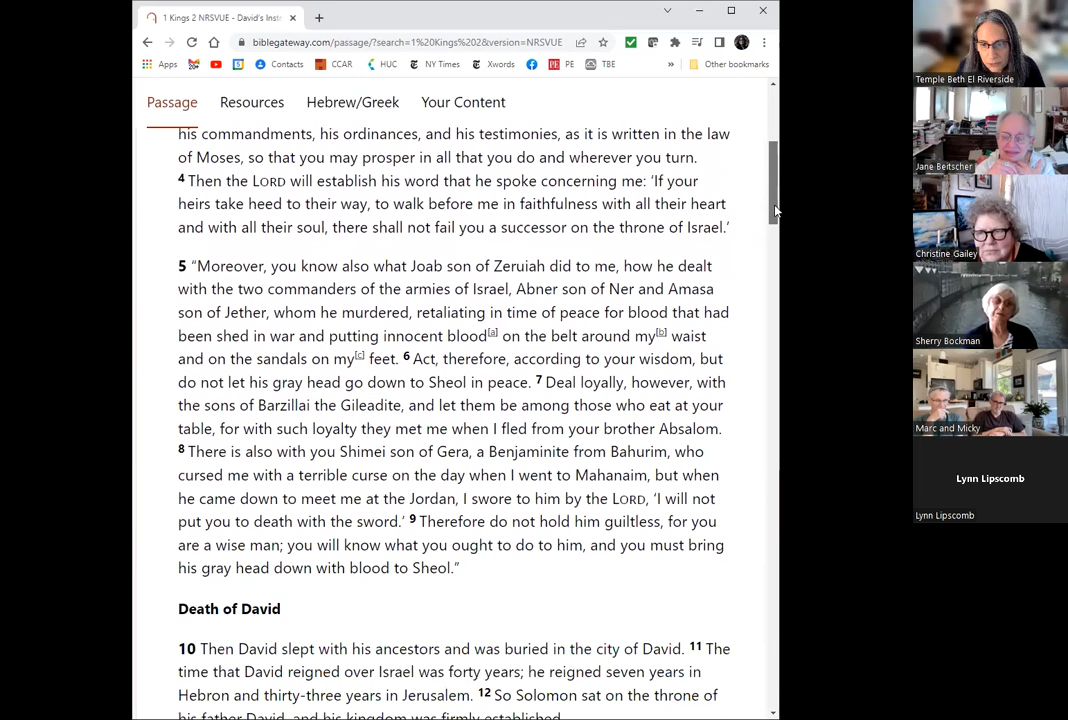 1 Kings 2 NRSVUE - David's Inst
biblegateway.com/passage/?search=1%20Kings%202&version=NRSVUE
Apps
Contacts
CCAR
HUC
NY Times
Xwords
PE
TBE
»
Other bookmarks
Passage
Resources
Hebrew/Greek
Your Content
his commandments, his ordinances, and his testimonies, as it is written in the law
of Moses, so that you may prosper in all that you do and wherever you turn.
4 Then the LORD will establish his word that he spoke concerning me: ‘If your
heirs take heed to their way, to walk before me in faithfulness with all their heart
and with all their soul, there shall not fail you a successor on the throne of Israel.’
5 “Moreover, you know also what Joab son of Zeruiah did to me, how he dealt
with the two commanders of the armies of Israel, Abner son of Ner and Amasa
son of Jether, whom he murdered, retaliating in time of peace for blood that had
been shed in war and putting innocent blood[a] on the belt around my[b] waist
and on the sandals on my[c] feet. 6 Act, therefore, according to your wisdom, but
do not let his gray head go down to Sheol in peace. 7 Deal loyally, however, with
the sons of Barzillai the Gileadite, and let them be among those who eat at your
table, for with such loyalty they met me when I fled from your brother Absalom.
8 There is also with you Shimei son of Gera, a Benjaminite from Bahurim, who
cursed me with a terrible curse on the day when I went to Mahanaim, but when
he came down to meet me at the Jordan, I swore to him by the LORD, ‘I will not
put you to death with the sword.’ 9 Therefore do not hold him guiltless, for you
are a wise man; you will know what you ought to do to him, and you must bring
his gray head down with blood to Sheol.”
Death of David
10 Then David slept with his ancestors and was buried in the city of David. 11 The
time that David reigned over Israel was forty years; he reigned seven years in
Hebron and thirty-three years in Jerusalem. 12 So Solomon sat on the throne of
his father David, and his kingdom was firmly established.
Temple Beth El Riverside
Jane Beitscher
Christine Gailey
Sherry Bockman
Marc and Micky
Lynn Lipscomb
Lynn Lipscomb